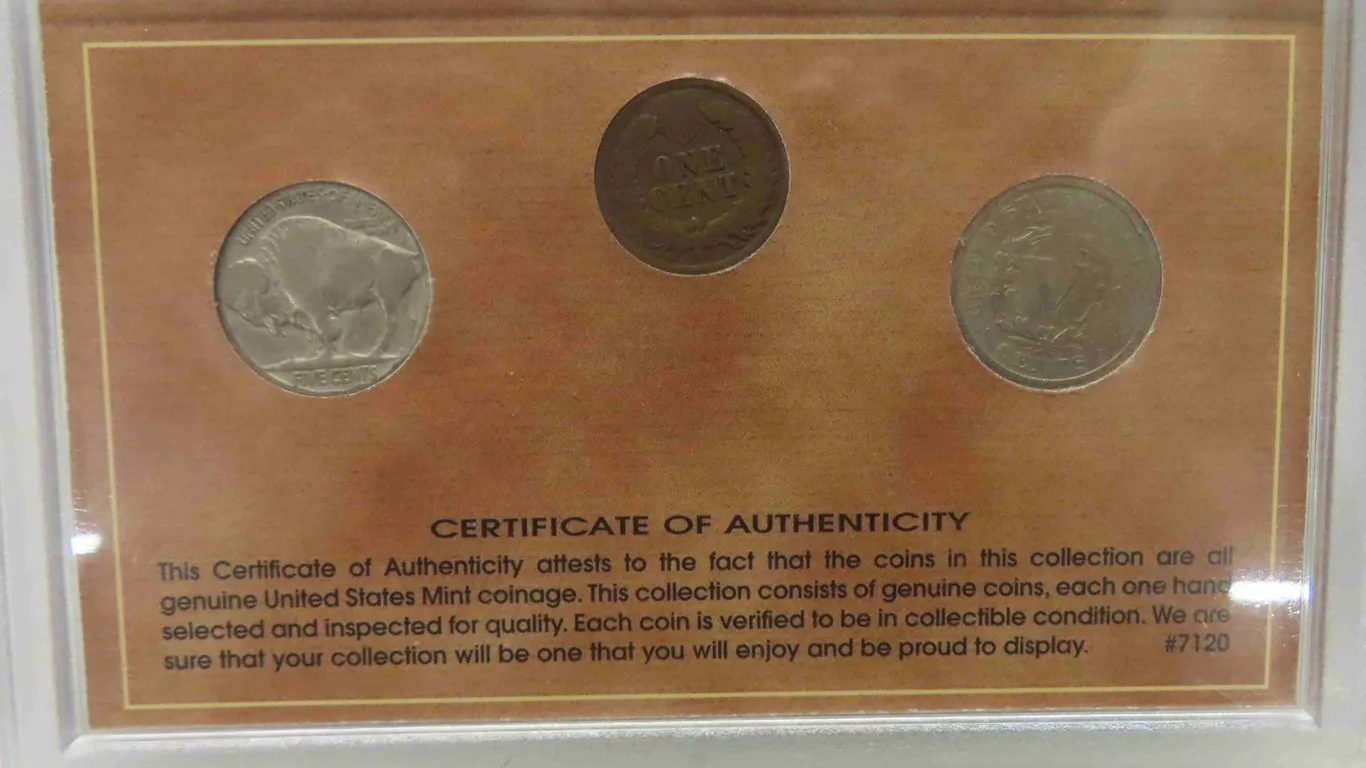 UNITED STATES OF
ONE
CENT
FIVE CENTS
CENTS
CERTIFICATE OF AUTHENTICITY
This Certificate of Authenticity attests to the fact that the coins in this collection are all
genuine United States Mint coinage. This collection consists of genuine coins, each one hand
selected and inspected for quality. Each coin is verified to be in collectible condition. We are
sure that your collection will be one that you will enjoy and be proud to display. #7120